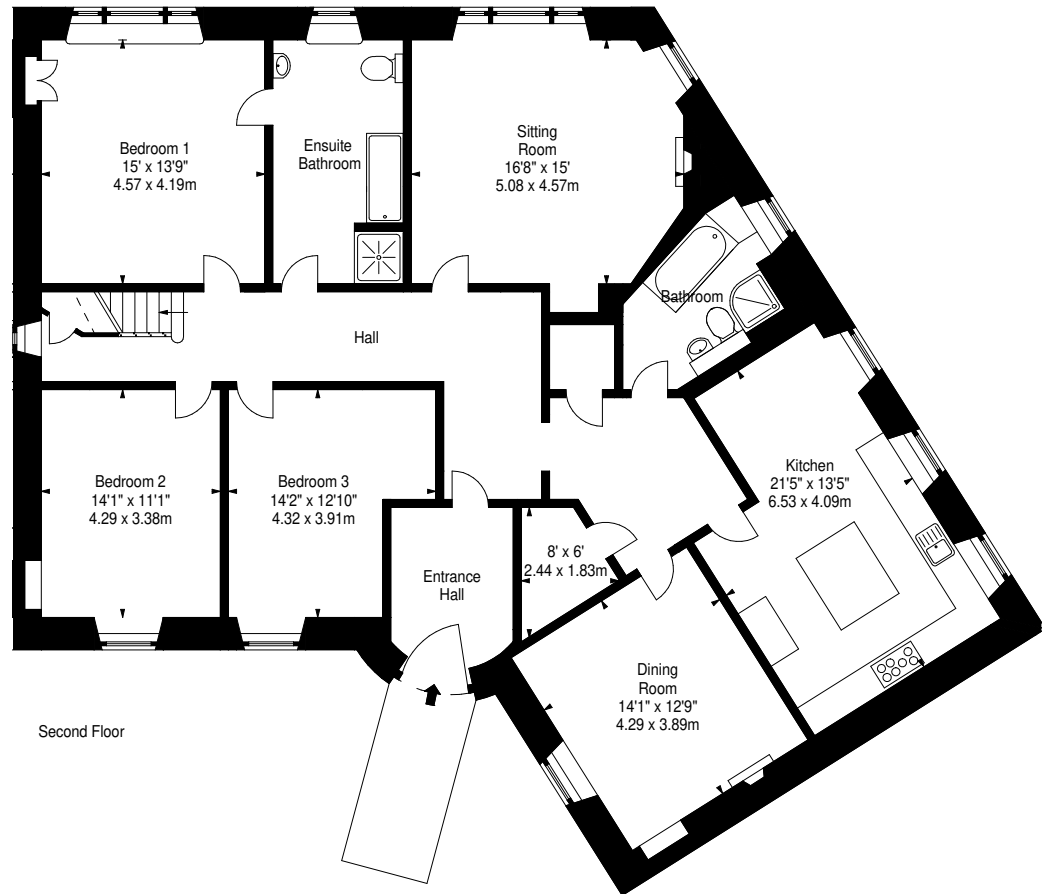 Bedroom 1
15' x 13'9"
4.57 x 4.19m
Ensuite
Bathroom
Sitting
Room
16'8" x 15'
5.08 x 4.57m
Bathroom
Hall
Bedroom 2
14'1" x 11'1"
4.29 x 3.38m
Bedroom 3
14'2" x 12'10"
4.32 x 3.91m
Kitchen
21'5" x 13'5"
6.53 x 4.09m
8' x 6'
2.44 x 1.83m
Entrance
Hall
Dining
Room
14'1" x 12'9"
4.29 x 3.89m
Second Floor